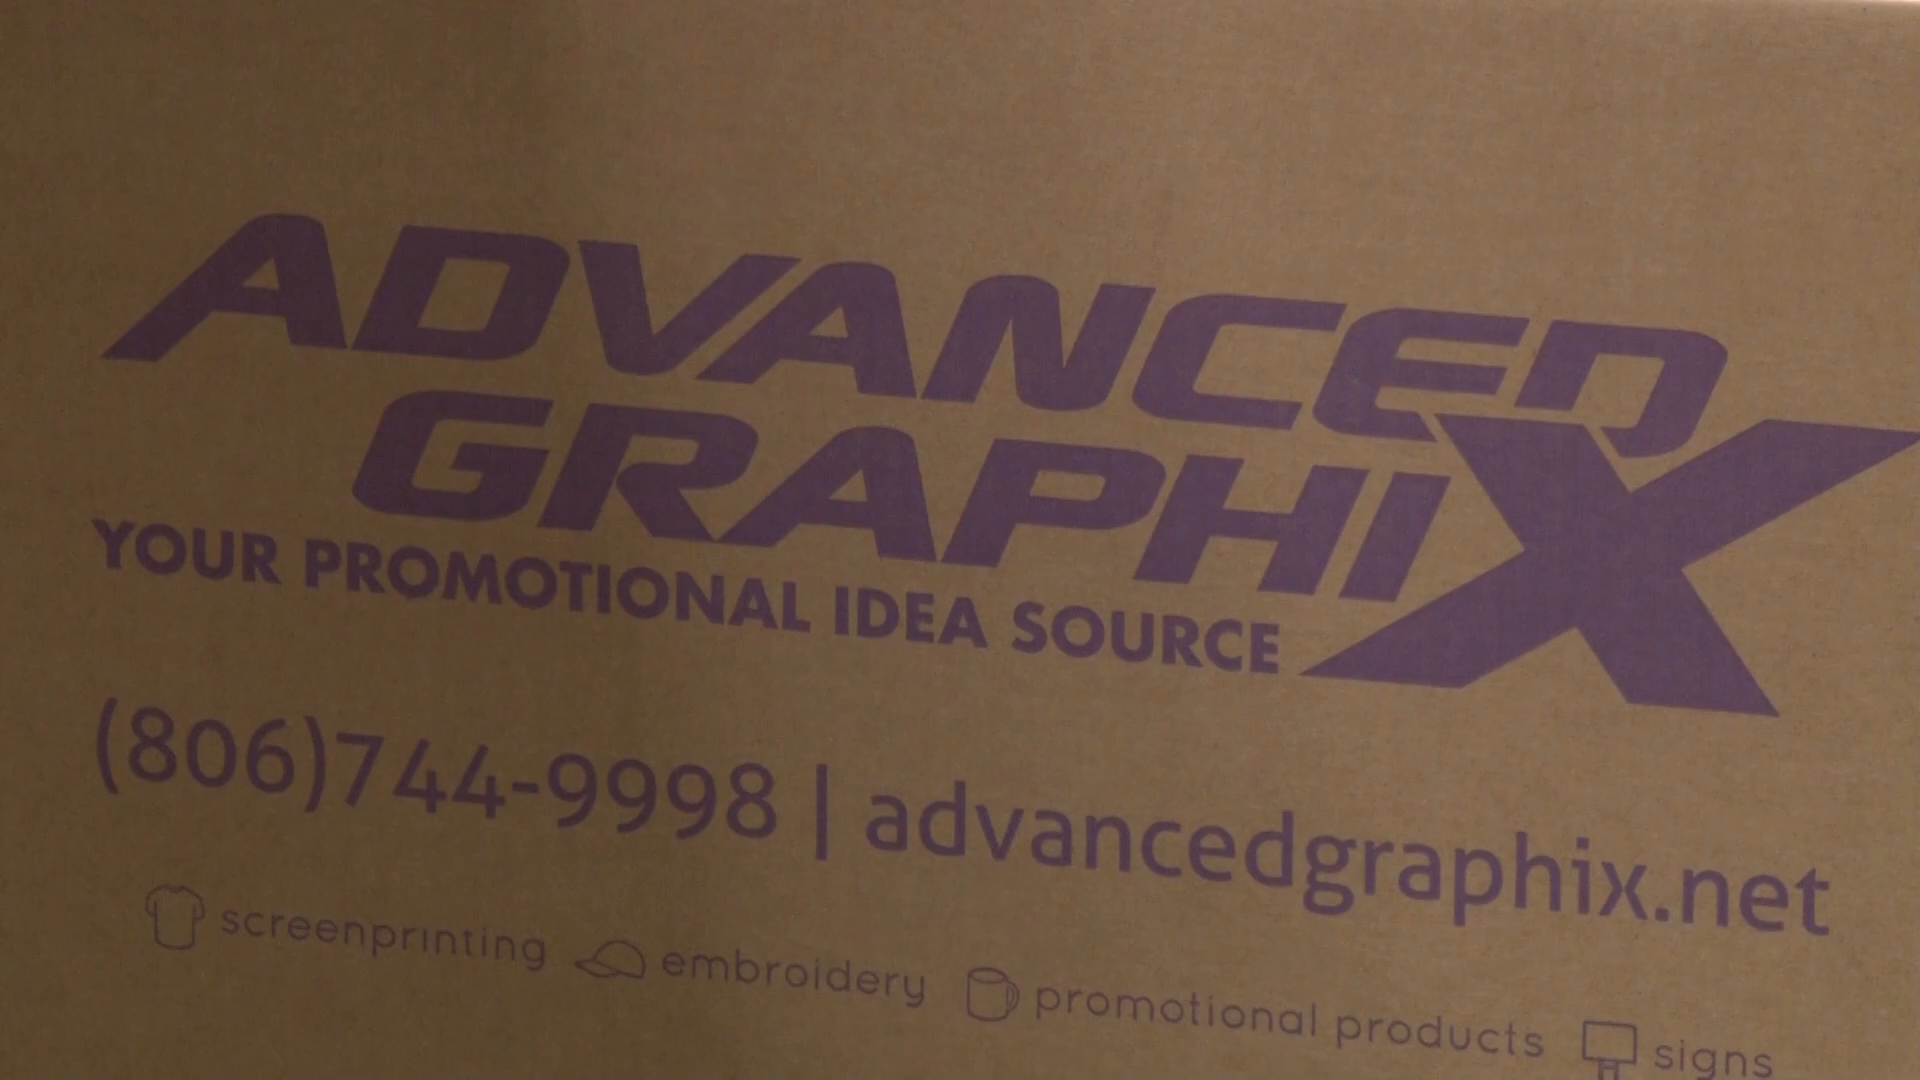 ADVANCED
GRAPHIX
YOUR PROMOTIONAL IDEA SOURCE
(806)744-9998 | advancedgraphix.net
screenprinting embroidery promotional products signs